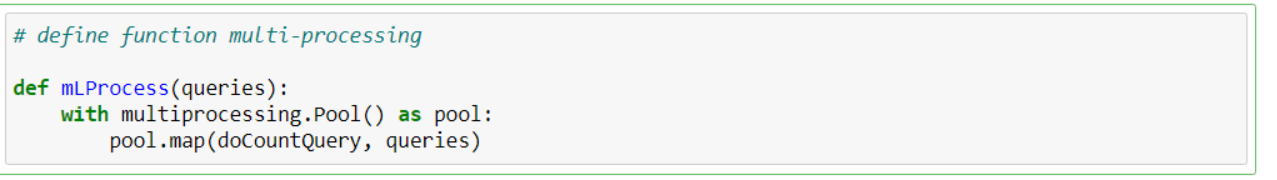 # define function multi-processing
def mLProcess(queries):
    with multiprocessing.Pool() as pool:
        pool.map(doCountQuery, queries)